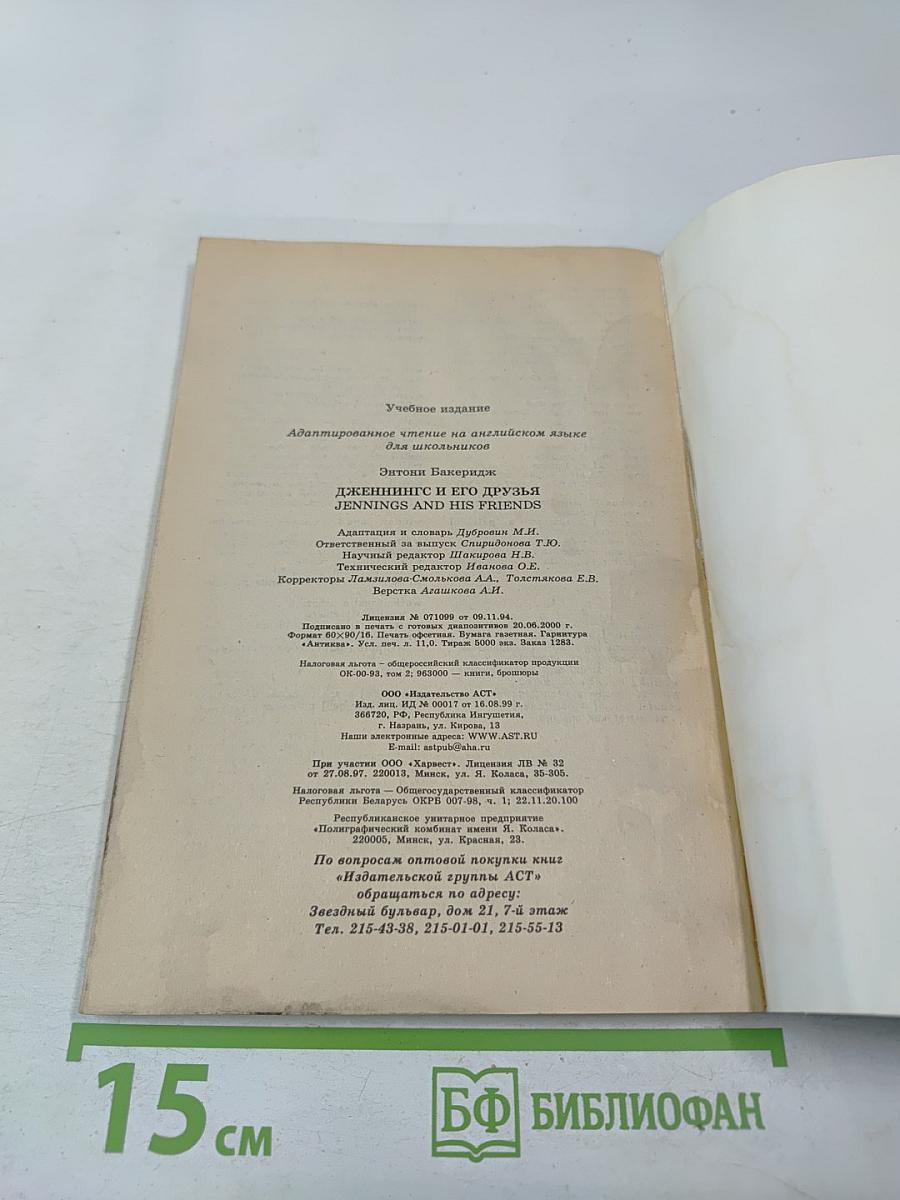 Учебное издание
Адаптированное чтение на английском языке
для школьников
Энтони Бакеридж
ДЖЕННИНГС И ЕГО ДРУЗЬЯ
JENNINGS AND HIS FRIENDS
Адаптация и словарь Дубровин М.И.
Ответственный за выпуск Спиридонова Т.Ю.
Научный редактор Шакирова Н.В.
Технический редактор Иванова О.Е.
Корректоры Ламзилова-Смолькова А.А., Толстякова Е.В.
Верстка Агашкова А.И.
Лицензия № 071099 от 09.11.94.
Подписано в печать с готовых диапозитивов 20.06.2000 г.
Формат 60×90/16. Печать офсетная. Бумага газетная. Гарнитура
«Антиква». Усл. печ. л. 11,0. Тираж 5000 экз. Заказ 1283.
Налоговая льгота – общероссийский классификатор продукции
ОК-00-93, том 2; 963000 — книги, брошюры
ООО «Издательство АСТ»
Изд. лиц. ИД № 00017 от 16.08.99 г.
366720, РФ, Республика Ингушетия,
г. Назрань, ул. Кирова, 13
Наши электронные адреса: WWW.AST.RU
E-mail: astpub@aha.ru
При участии ООО «Харвест». Лицензия ЛВ № 32
от 27.08.97. 220013, Минск, ул. Я. Коласа, 35-305.
Налоговая льгота — Общегосударственный классификатор
Республики Беларусь ОКРБ 007-98, ч. 1; 22.11.20.100
Республиканское унитарное предприятие
«Полиграфический комбинат имени Я. Коласа».
220005, Минск, ул. Красная, 23.
По вопросам оптовой покупки книг
«Издательской группы АСТ»
обращаться по адресу:
Звездный бульвар, дом 21, 7-й этаж
Тел. 215-43-38, 215-01-01, 215-55-13
15 см
БФ БИБЛИОФАН